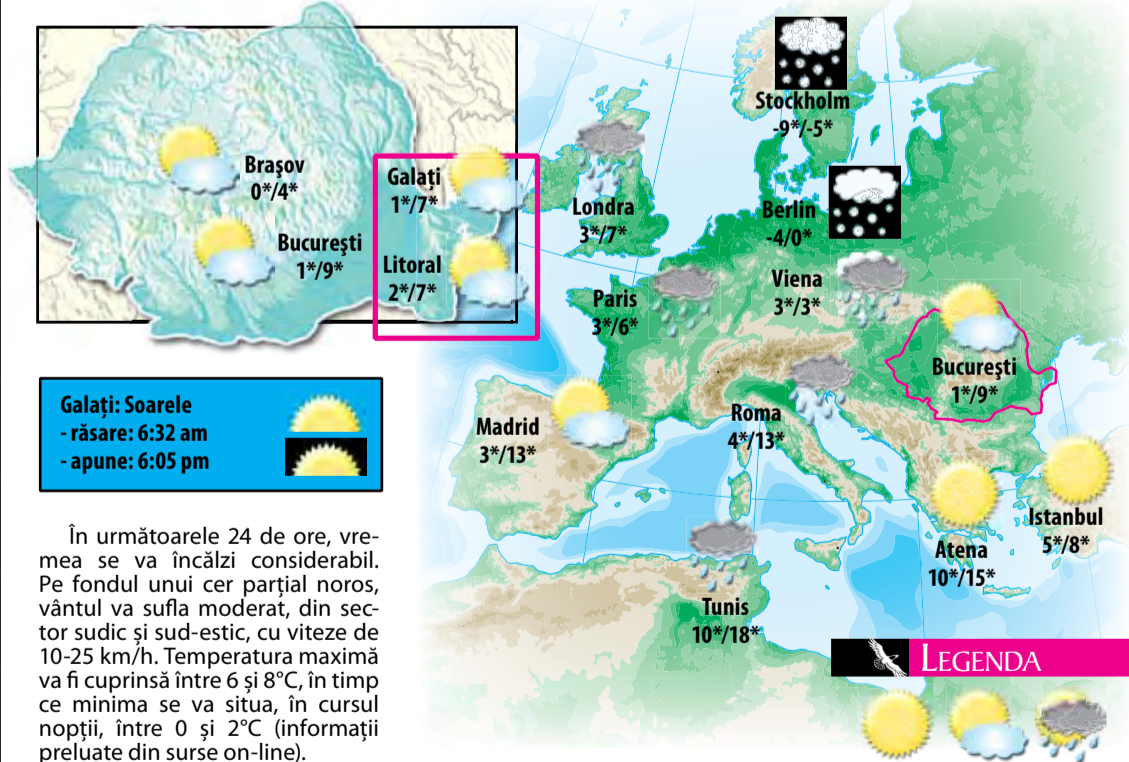 Braşov
0*/4*
Bucureşti
1*/9*
Galaţi
1*/7*
Litoral
2*/7*
Stockholm
-9*/-5*
Londra
3*/7*
Berlin
-4/0*
Paris
3*/6*
Viena
3*/3*
Bucureşti
1*/9*
Madrid
3*/13*
Roma
4*/13*
Istanbul
5*/8*
Atena
10*/15*
Tunis
10*/18*
Galaţi: Soarele
- răsare: 6:32 am
- apune: 6:05 pm
În următoarele 24 de ore, vre-
mea se va încălzi considerabil.
Pe fondul unui cer parțial noros,
vântul va sufla moderat, din sec-
tor sudic și sud-estic, cu viteze de
10-25 km/h. Temperatura maximă
va fi cuprinsă între 6 și 8°C, în timp
ce minima se va situa, în cursul
nopții, între 0 și 2°C (informații
preluate din surse on-line).
LEGENDA